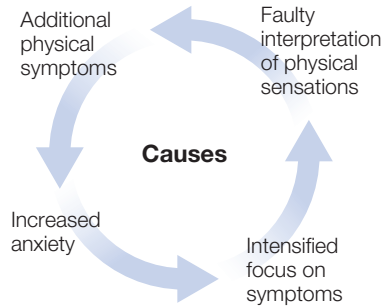 Additional
physical
symptoms
Faulty
interpretation
of physical
sensations
Causes
Increased
anxiety
Intensified
focus on
symptoms